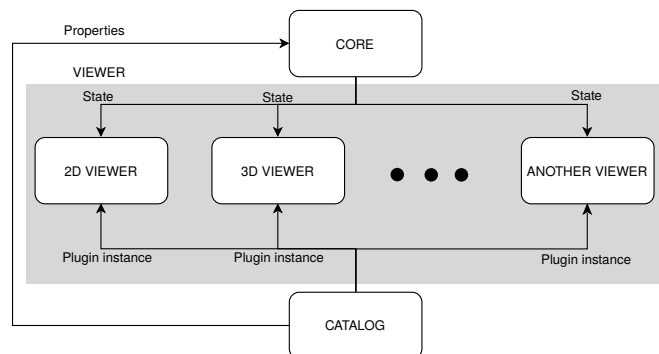 Properties
CORE
VIEWER
State
State
State
2D VIEWER
3D VIEWER
ANOTHER VIEWER
Plugin instance
Plugin instance
Plugin instance
CATALOG